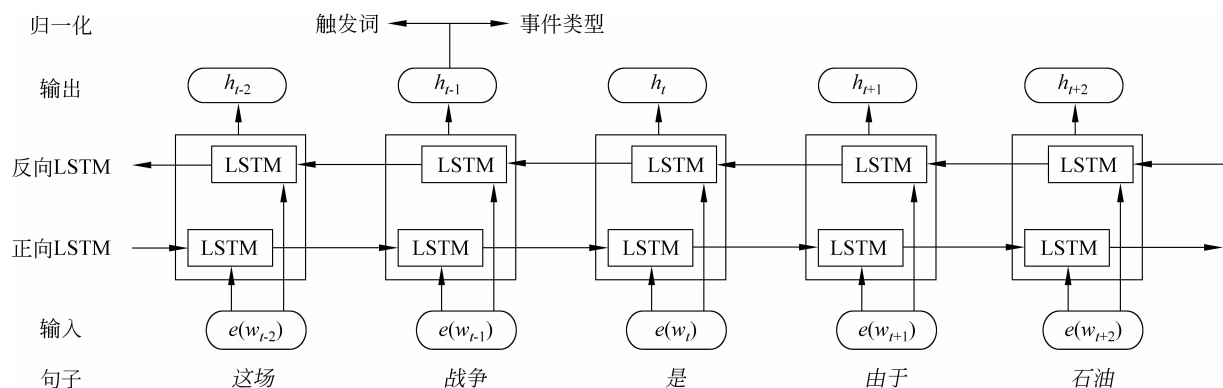 归一化 触发词 事件类型
输出 h_{t-2} h_{t-1} h_t h_{t+1} h_{t+2}
反向LSTM LSTM LSTM LSTM LSTM LSTM
正向LSTM LSTM LSTM LSTM LSTM LSTM
输入 e(w_{t-2}) e(w_{t-1}) e(w_t) e(w_{t+1}) e(w_{t+2})
句子 这场 战争 是 由于 石油